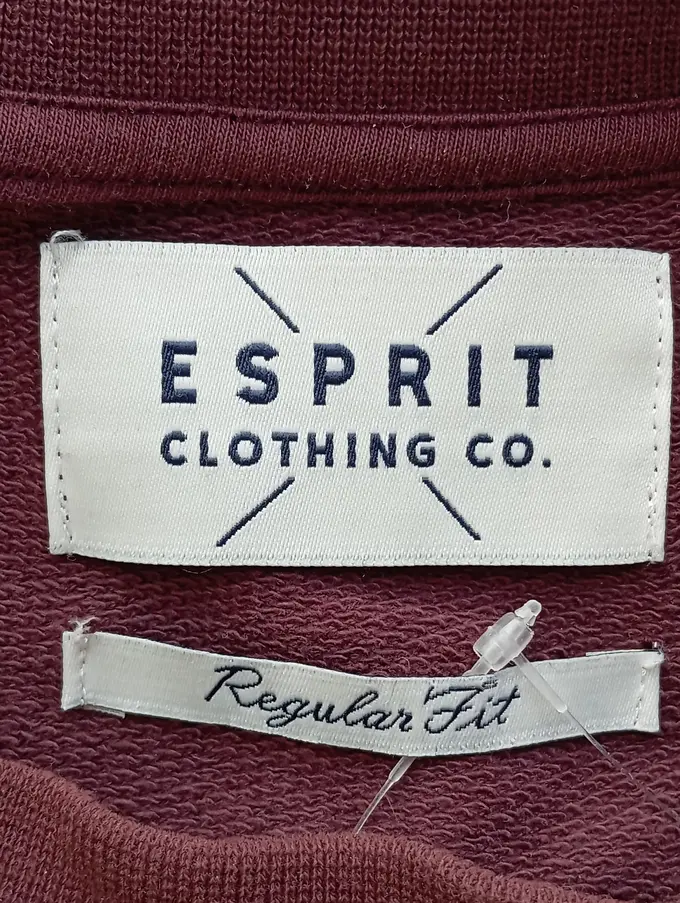 ESPRIT
CLOTHING CO.
Regular Fit